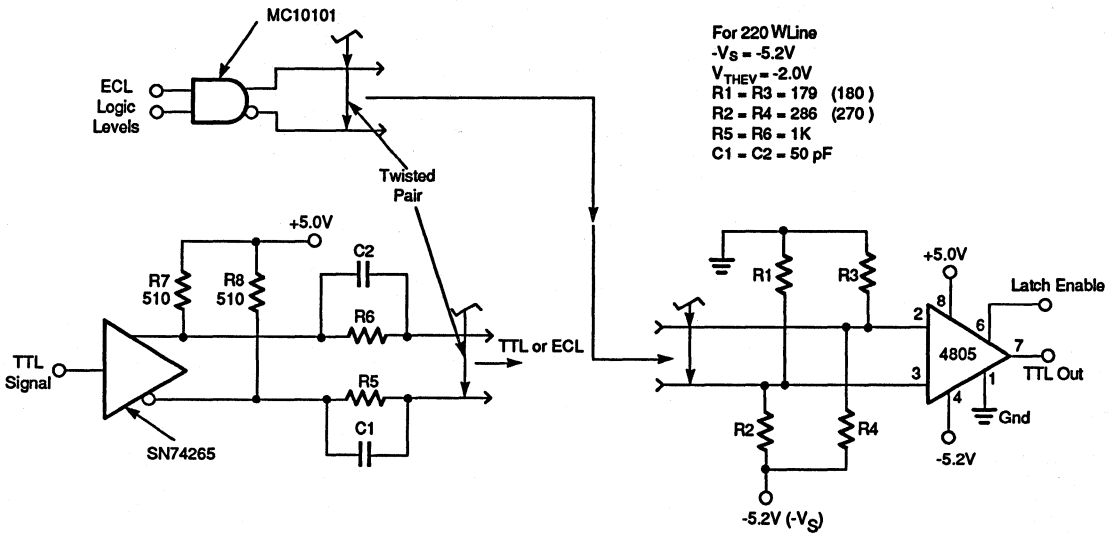 MC10101
ECL
Logic
Levels
Twisted
Pair
For 220 WLine
-VS = -5.2V
VTHEV = -2.0V
R1 = R3 = 179 (180 )
R2 = R4 = 286 (270 )
R5 = R6 = 1K
C1 = C2 = 50 pF
+5.0V
R7
510
R8
510
C2
R6
TTL
Signal
R5
C1
SN74265
TTL or ECL
R1
R3
+5.0V
Latch Enable
8
6
2
4805
7
TTL Out
3
1
4
Gnd
-5.2V
R2
R4
-5.2V (-VS)